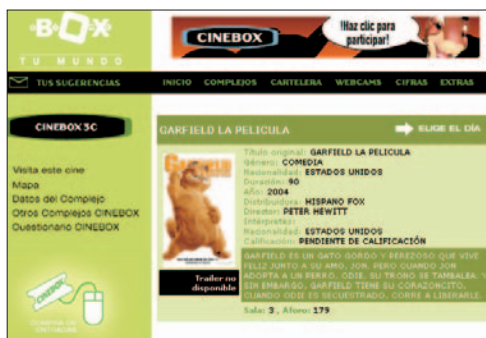 B O X
TU MUNDO
CINEBOX
!Haz clic para
participar!
TUS SUGERENCIAS
INICIO COMPLEJOS CARTELERA WEBCAMS CIFRAS EXTRAS
CINEBOX 3C
Visita este cine
Mapa
Datos del Complejo
Otros Complejos CINEBOX
Cuestionario CINEBOX
CINEBOX
GARFIELD LA PELICULA
ELIGE EL DÍA
GARFIELD
Trailer no
disponible
Titulo original: GARFIELD LA PELICULA
Género: COMEDIA
Nacionalidad: ESTADOS UNIDOS
Duración: 90
Año: 2004
Distribuidora: HISPANO FOX
Director: PETER HEWITT
Intérpretes:
Nacionalidad: ESTADOS UNIDOS
Calificación: PENDIENTE DE CALIFICACIÓN
GARFIELD ES UN GATO GORDO Y PEREZOSO QUE VIVE
FELIZ JUNTO A SU AMO, JON. PERO CUANDO JON
ADOPTA A UN PERRO, ODIE, SU TRONO SE TAMBALEA. Y
SIN EMBARGO, GARFIELD TIENE SU CORAZONCITO,
CUANDO ODIE ES SECUESTRADO, CORRE A LIBERARLE.
Sala: 3 , Aforo: 179